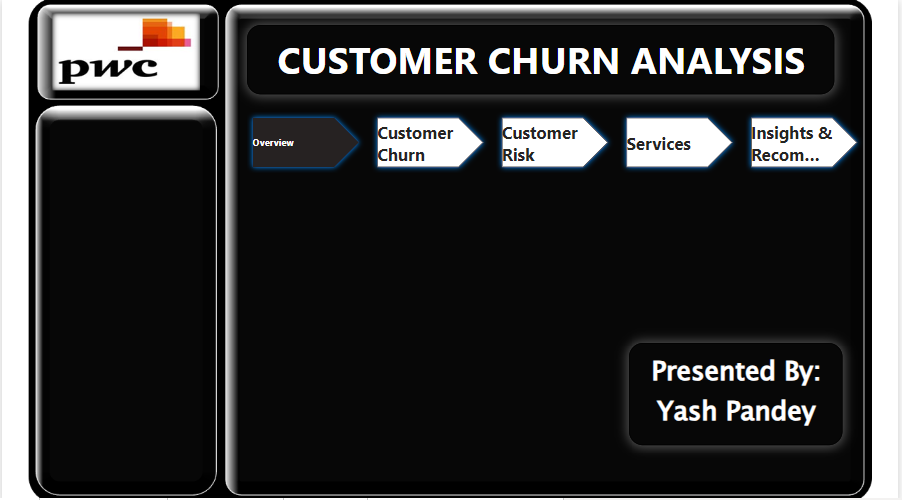 pwc
CUSTOMER CHURN ANALYSIS
Overview
Customer
Churn
Customer
Risk
Services
Insights &
Recom...
Presented By:
Yash Pandey